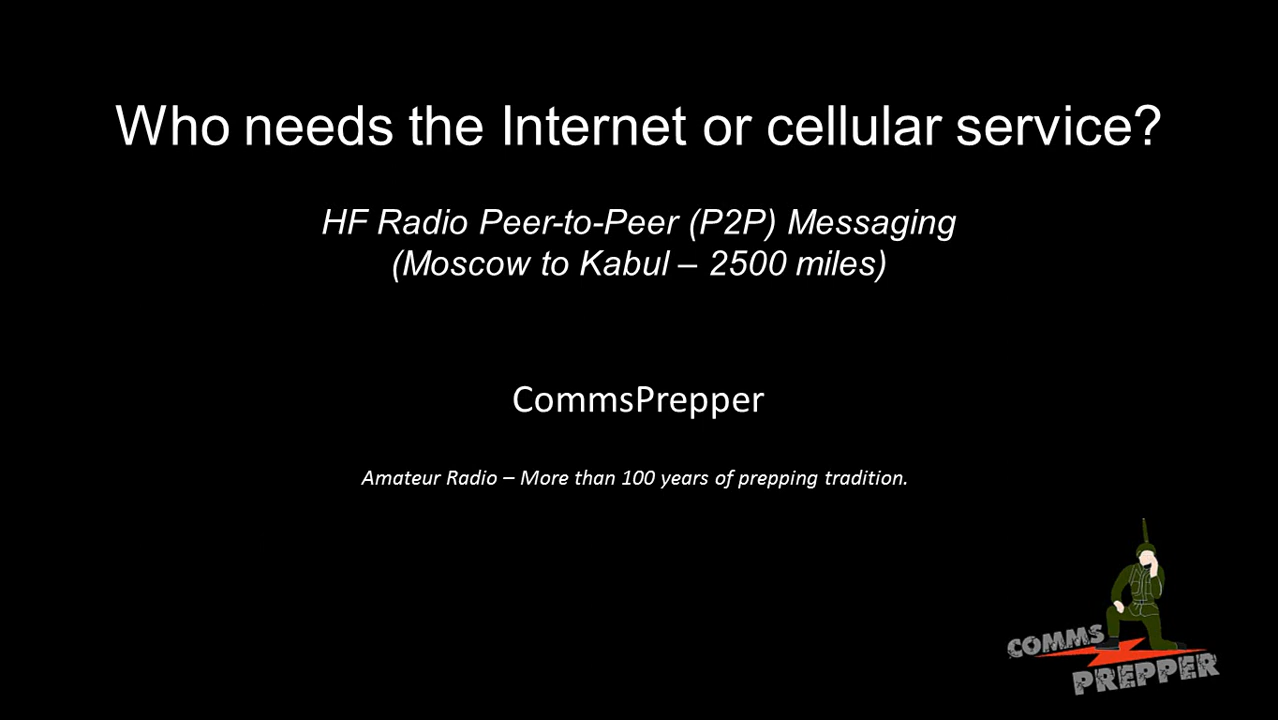 Who needs the Internet or cellular service?
HF Radio Peer-to-Peer (P2P) Messaging
(Moscow to Kabul – 2500 miles)
CommsPrepper
Amateur Radio – More than 100 years of prepping tradition.
COMMS
PREPPER